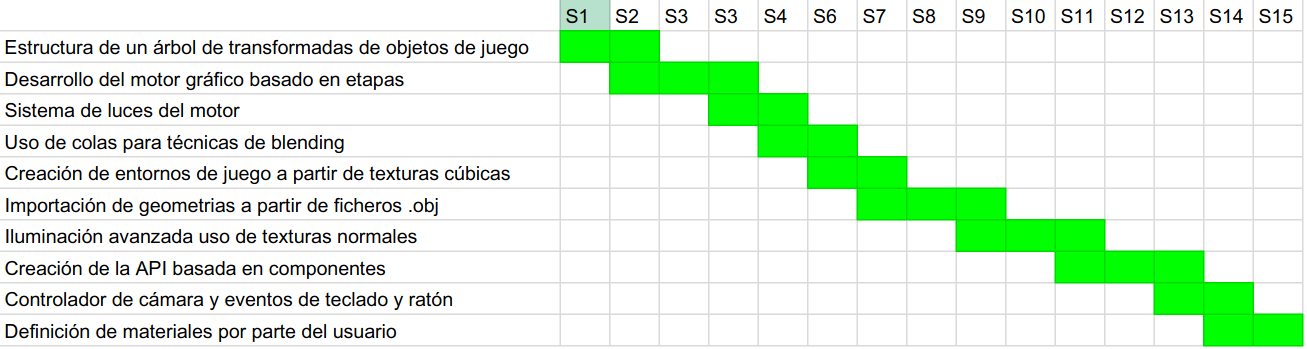 S1 S2 S3 S3 S4 S6 S7 S8 S9 S10 S11 S12 S13 S14 S15
Estructura de un árbol de transformadas de objetos de juego
Desarrollo del motor gráfico basado en etapas
Sistema de luces del motor
Uso de colas para técnicas de blending
Creación de entornos de juego a partir de texturas cúbicas
Importación de geometrias a partir de ficheros .obj
Iluminación avanzada uso de texturas normales
Creación de la API basada en componentes
Controlador de cámara y eventos de teclado y ratón
Definición de materiales por parte del usuario